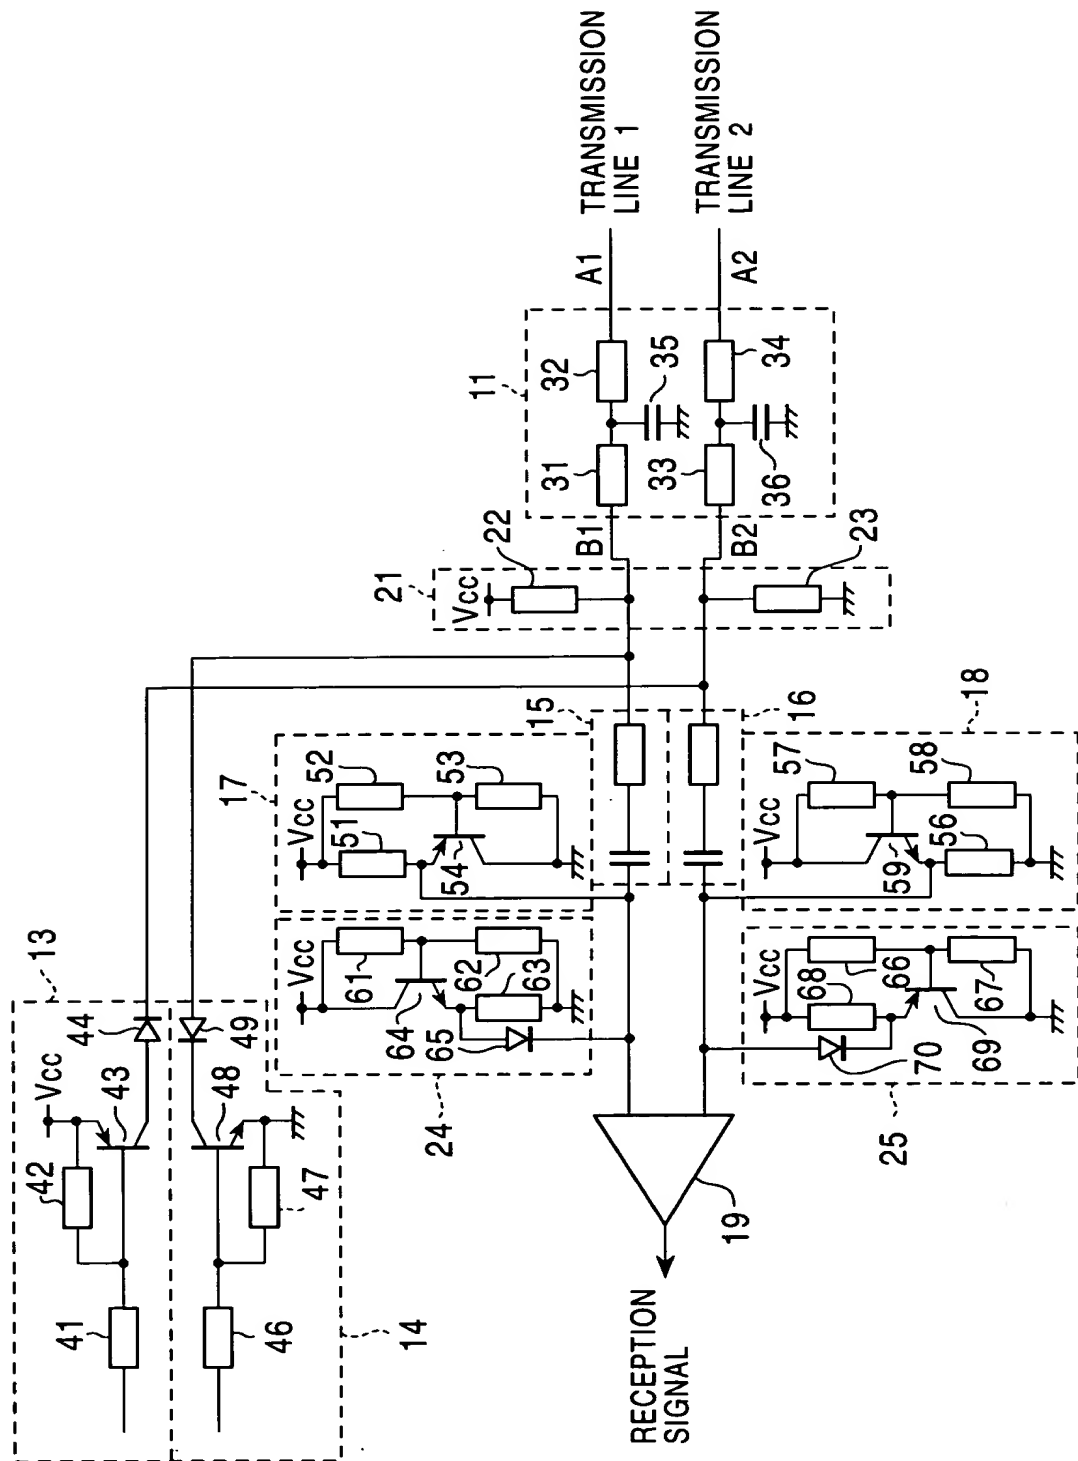 TRANSMISSION
LINE 1
TRANSMISSION
LINE 2
A1
A2
11
32
35
34
31
33
36
B1
B2
22
23
21
Vcc
15
16
17
Vcc
52
51
53
54
18
Vcc
57
58
59
56
13
44
49
Vcc
43
42
48
47
41
46
14
Vcc
61
62
63
64
65
24
Vcc
66
68
67
69
70
25
19
RECEPTION
SIGNAL